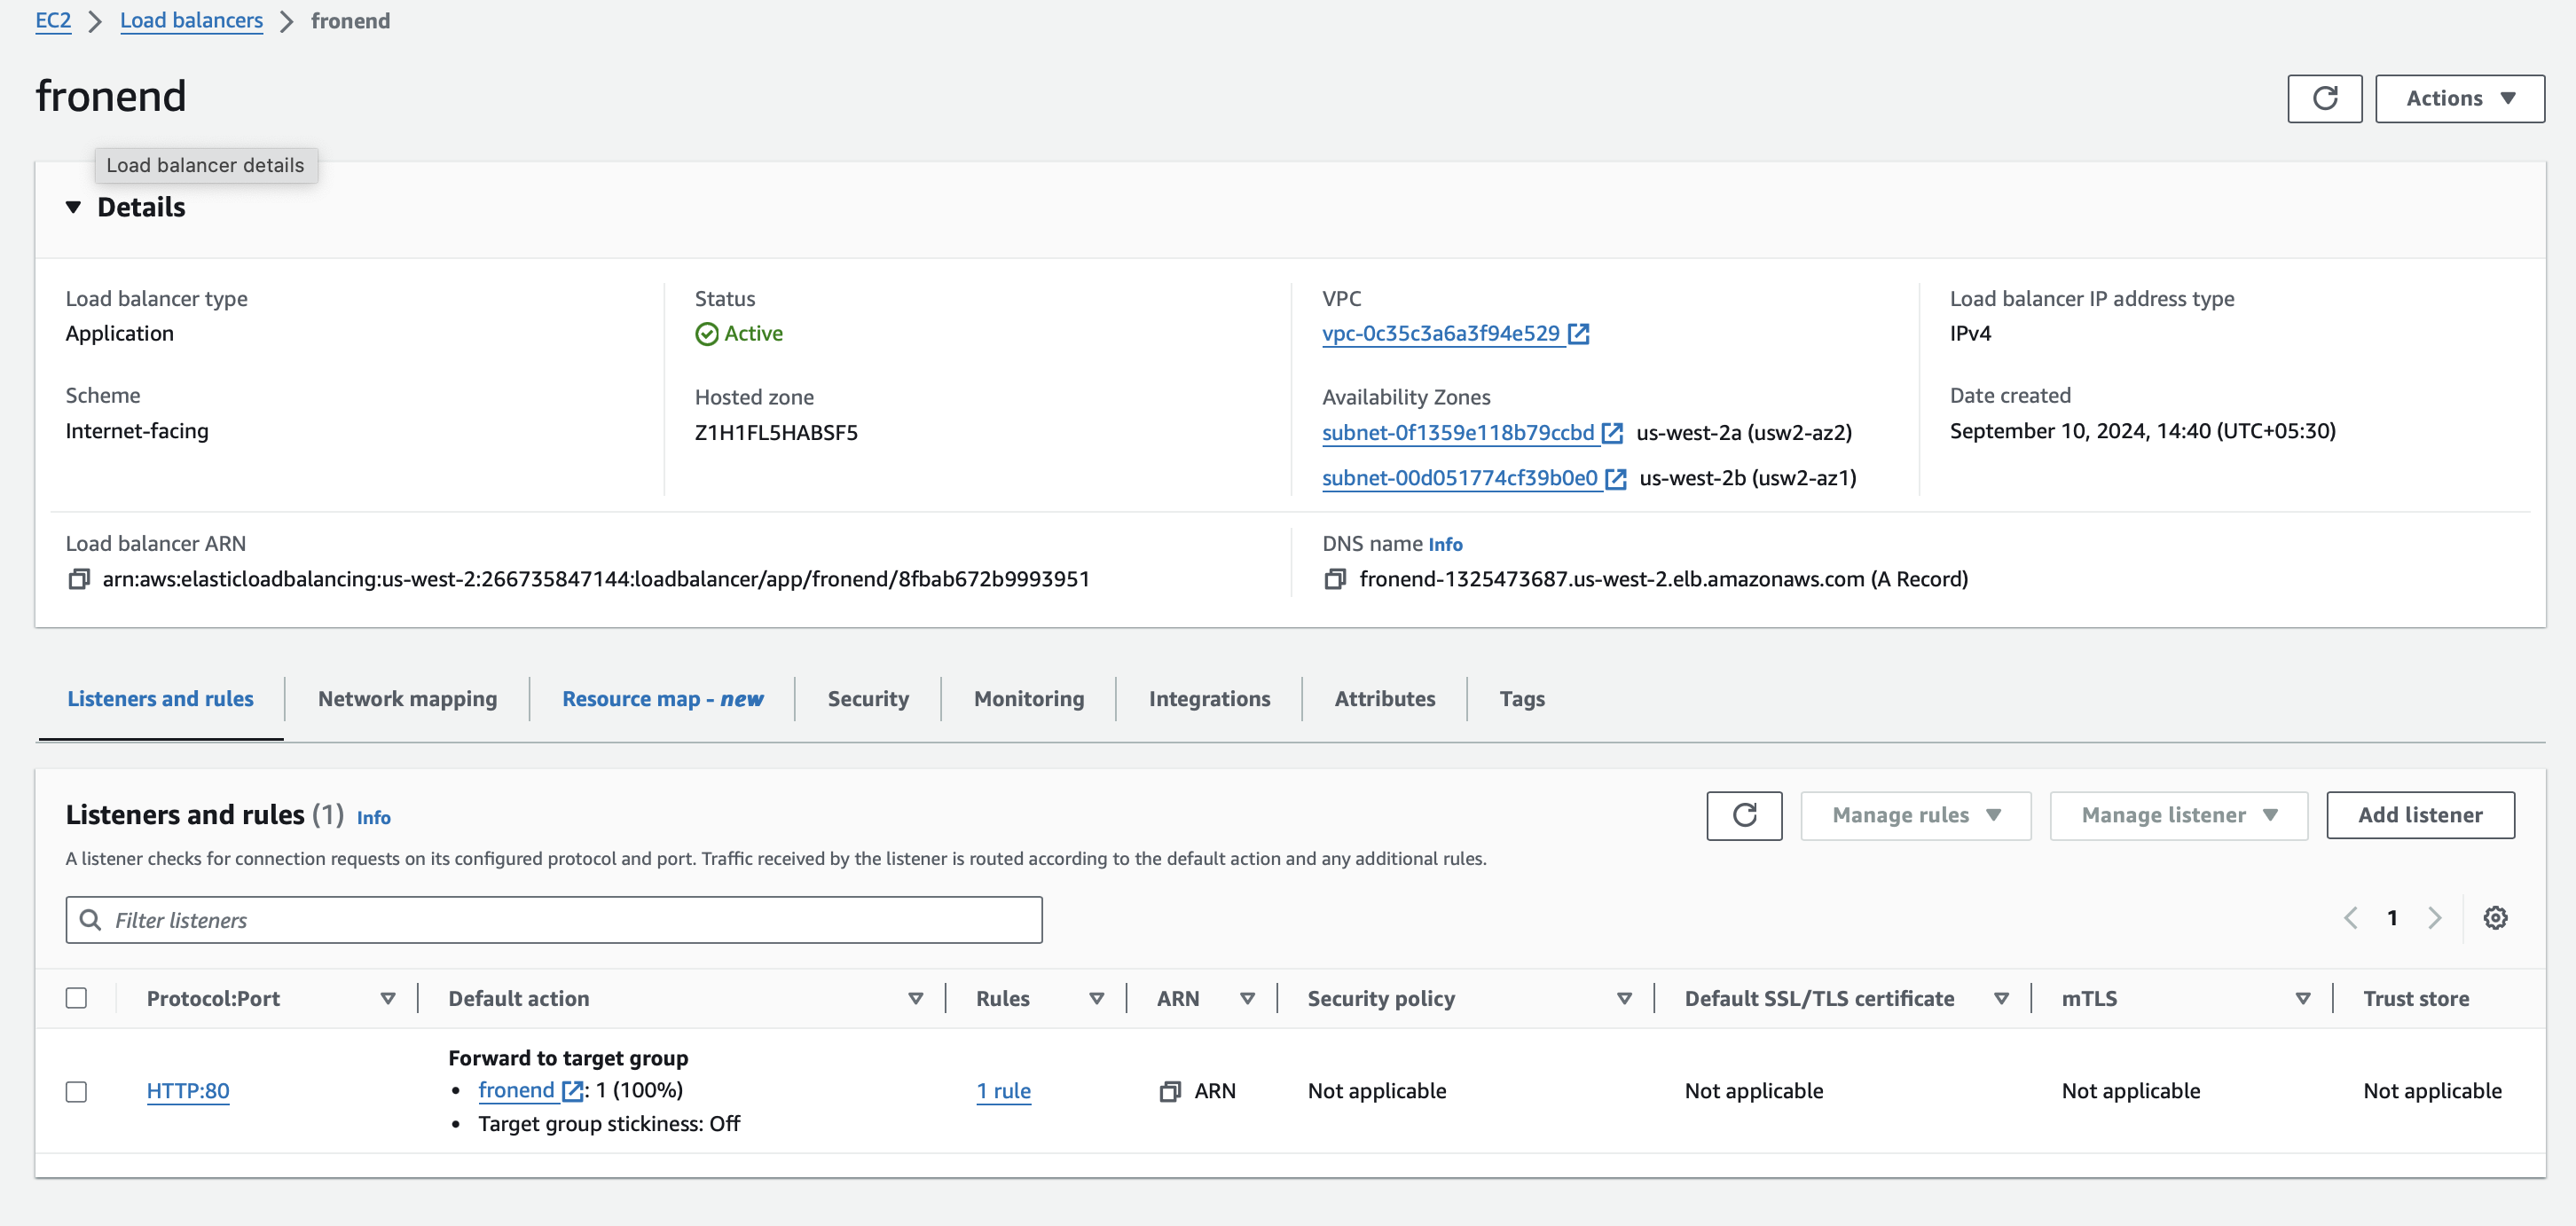 EC2 > Load balancers > fronend
fronend
Actions
Load balancer details
Details
Load balancer type
Application
Status
Active
VPC
vpc-0c35c3a6a3f94e529
Load balancer IP address type
IPv4
Scheme
Internet-facing
Hosted zone
Z1H1FL5HABSF5
Availability Zones
subnet-0f1359e118b79ccbd us-west-2a (usw2-az2)
subnet-00d051774cf39b0e0 us-west-2b (usw2-az1)
Date created
September 10, 2024, 14:40 (UTC+05:30)
Load balancer ARN
arn:aws:elasticloadbalancing:us-west-2:266735847144:loadbalancer/app/fronend/8fbab672b9993951
DNS name Info
fronend-1325473687.us-west-2.elb.amazonaws.com (A Record)
Listeners and rules Network mapping Resource map - new Security Monitoring Integrations Attributes Tags
Listeners and rules (1) Info
Manage rules Manage listener Add listener
A listener checks for connection requests on its configured protocol and port. Traffic received by the listener is routed according to the default action and any additional rules.
Filter listeners
1
Protocol:Port Default action Rules ARN Security policy Default SSL/TLS certificate mTLS Trust store
Forward to target group
HTTP:80 • fronend : 1 (100%) 1 rule ARN Not applicable Not applicable Not applicable Not applicable
• Target group stickiness: Off